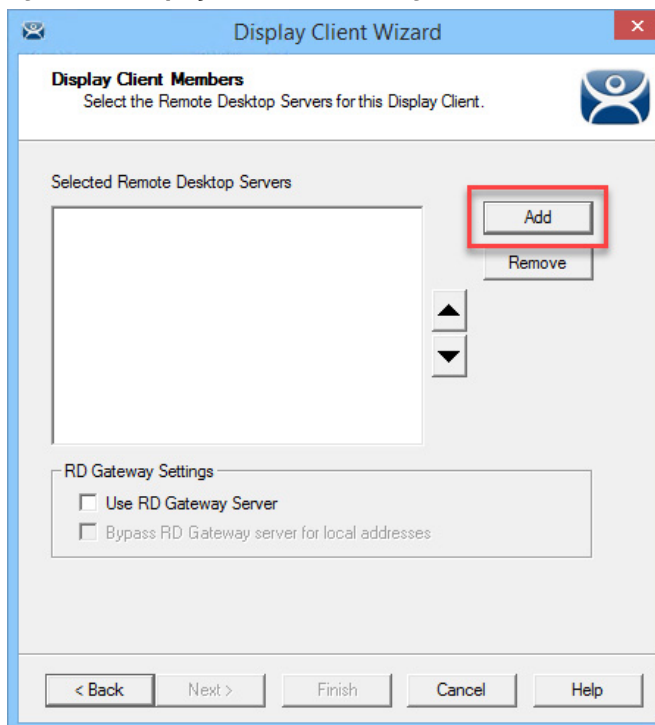 Display Client Wizard
Display Client Members
Select the Remote Desktop Servers for this Display Client.
Selected Remote Desktop Servers
Add
Remove
RD Gateway Settings
Use RD Gateway Server
Bypass RD Gateway server for local addresses
< Back
Next >
Finish
Cancel
Help